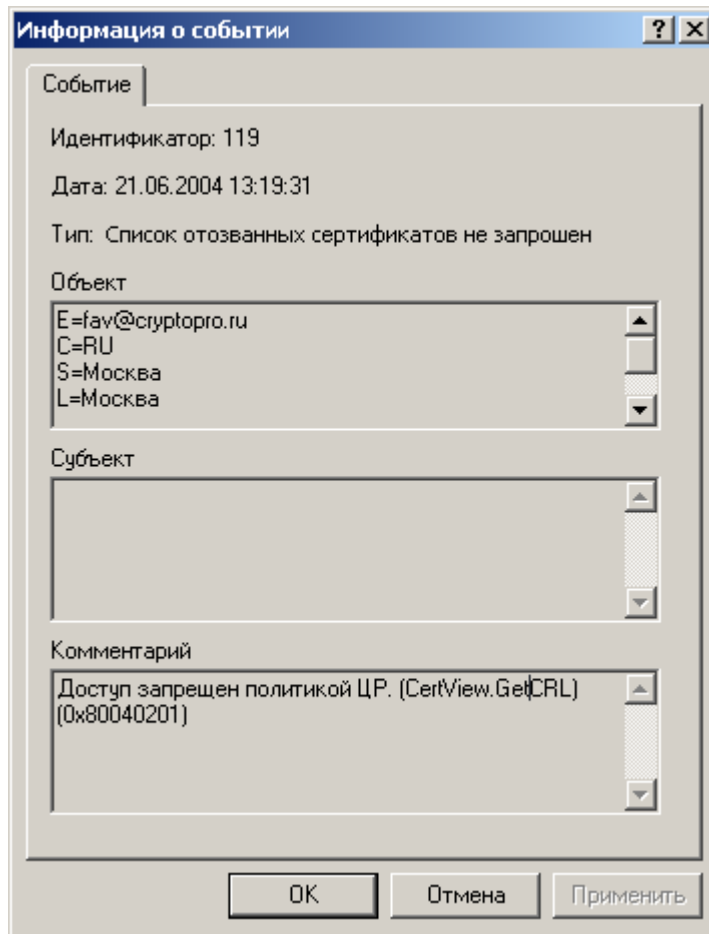 Информация о событии
Событие
Идентификатор: 119
Дата: 21.06.2004 13:19:31
Тип: Список отозванных сертификатов не запрошен
Объект
E=fav@cryptopro.ru
C=RU
S=Москва
L=Москва
Субъект
Комментарий
Доступ запрещен политикой ЦР. (CertView.GetCRL)
(0x80040201)
OK
Отмена
Применить